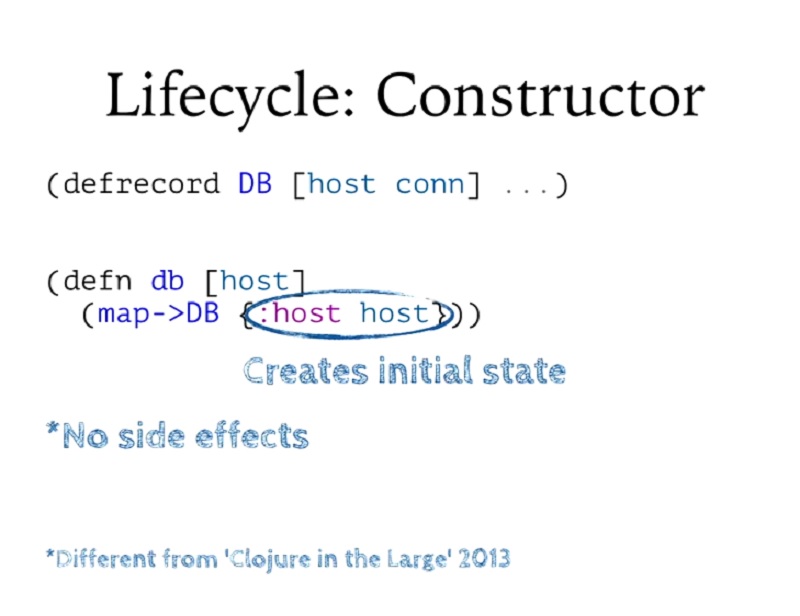 Lifecycle: Constructor
(defrecord DB [host conn] ...)
(defn db [host]
(map->DB {:host host}))
Creates initial state
*No side effects
*Different from 'Clojure in the Large' 2013